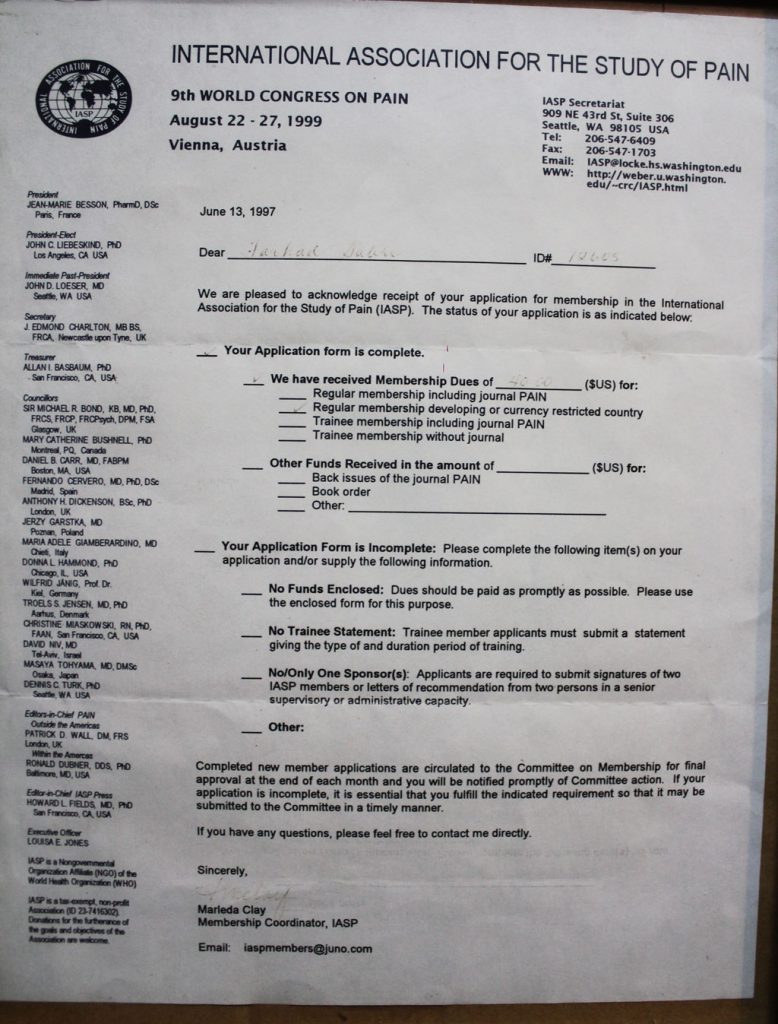 INTERNATIONAL ASSOCIATION FOR THE STUDY OF PAIN
INTERNATIONAL ASSOCIATION FOR THE STUDY OF PAIN
IASP
9th WORLD CONGRESS ON PAIN
August 22 - 27, 1999
Vienna, Austria
IASP Secretariat
909 NE 43rd St, Suite 306
Seattle, WA 98105 USA
Tel: 206-547-6409
Fax: 206-547-1703
Email: IASP@locke.hs.washington.edu
WWW: http://weber.u.washington.
edu/~crc/IASP.html
President
JEAN-MARIE BESSON, PharmD, DSc
Paris, France
President-Elect
JOHN C. LIEBESKIND, PhD
Los Angeles, CA USA
Immediate Past-President
JOHN D. LOESER, MD
Seattle, WA USA
Secretary
J. EDMOND CHARLTON, MB BS,
FRCA, Newcastle upon Tyne, UK
Treasurer
ALLAN I. BASBAUM, PhD
San Francisco, CA, USA
Councillors
SIR MICHAEL R. BOND, KB, MD, PhD,
FRCS, FRCP, FRCPsych, DPM, FSA
Glasgow, UK
MARY CATHERINE BUSHNELL, PhD
Montreal, PQ, Canada
DANIEL B. CARR, MD, FABPM
Boston, MA, USA
FERNANDO CERVERO, MD, PhD, DSc
Madrid, Spain
ANTHONY H. DICKENSON, BSc, PhD
London, UK
JERZY GARSTKA, MD
Poznan, Poland
MARIA ADELE GIAMBERARDINO, MD
Chieti, Italy
DONNA L. HAMMOND, PhD
Chicago, IL, USA
WILFRID JÄNIG, Prof. Dr.
Kiel, Germany
TROELS S. JENSEN, MD, PhD
Aarhus, Denmark
CHRISTINE MIASKOWSKI, RN, PhD,
FAAN, San Francisco, CA, USA
DAVID NIV, MD
Tel-Aviv, Israel
MASAYA TOHYAMA, MD, DMSc
Osaka, Japan
DENNIS C. TURK, PhD
Seattle, WA USA
Editors-in-Chief PAIN
Outside the Americas
PATRICK D. WALL, DM, FRS
London, UK
Within the Americas
RONALD DUBNER, DDS, PhD
Baltimore, MD, USA
Editor-in-Chief IASP Press
HOWARD L. FIELDS, MD, PhD
San Francisco, CA, USA
Executive Officer
LOUISA E. JONES
IASP is a Nongovernmental
Organization Affiliate (NGO) of the
World Health Organization (WHO)
IASP is a tax-exempt, non-profit
Association (ID 23-7416302).
Donations for the furtherance of
the goals and objectives of the
Association are welcome.
June 13, 1997
Dear Farhad ID#
We are pleased to acknowledge receipt of your application for membership in the International
Association for the Study of Pain (IASP). The status of your application is as indicated below:
Your Application form is complete.
We have received Membership Dues of ($US) for:
Regular membership including journal PAIN
Regular membership developing or currency restricted country
Trainee membership including journal PAIN
Trainee membership without journal
Other Funds Received in the amount of ($US) for:
Back issues of the journal PAIN
Book order
Other:
Your Application Form is Incomplete: Please complete the following item(s) on your
application and/or supply the following information.
No Funds Enclosed: Dues should be paid as promptly as possible. Please use
the enclosed form for this purpose.
No Trainee Statement: Trainee member applicants must submit a statement
giving the type of and duration period of training.
No/Only One Sponsor(s): Applicants are required to submit signatures of two
IASP members or letters of recommendation from two persons in a senior
supervisory or administrative capacity.
Other:
Completed new member applications are circulated to the Committee on Membership for final
approval at the end of each month and you will be notified promptly of Committee action. If your
application is incomplete, it is essential that you fulfill the indicated requirement so that it may be
submitted to the Committee in a timely manner.
If you have any questions, please feel free to contact me directly.
Sincerely,
Marleda Clay
Membership Coordinator, IASP
Email: iaspmembers@juno.com